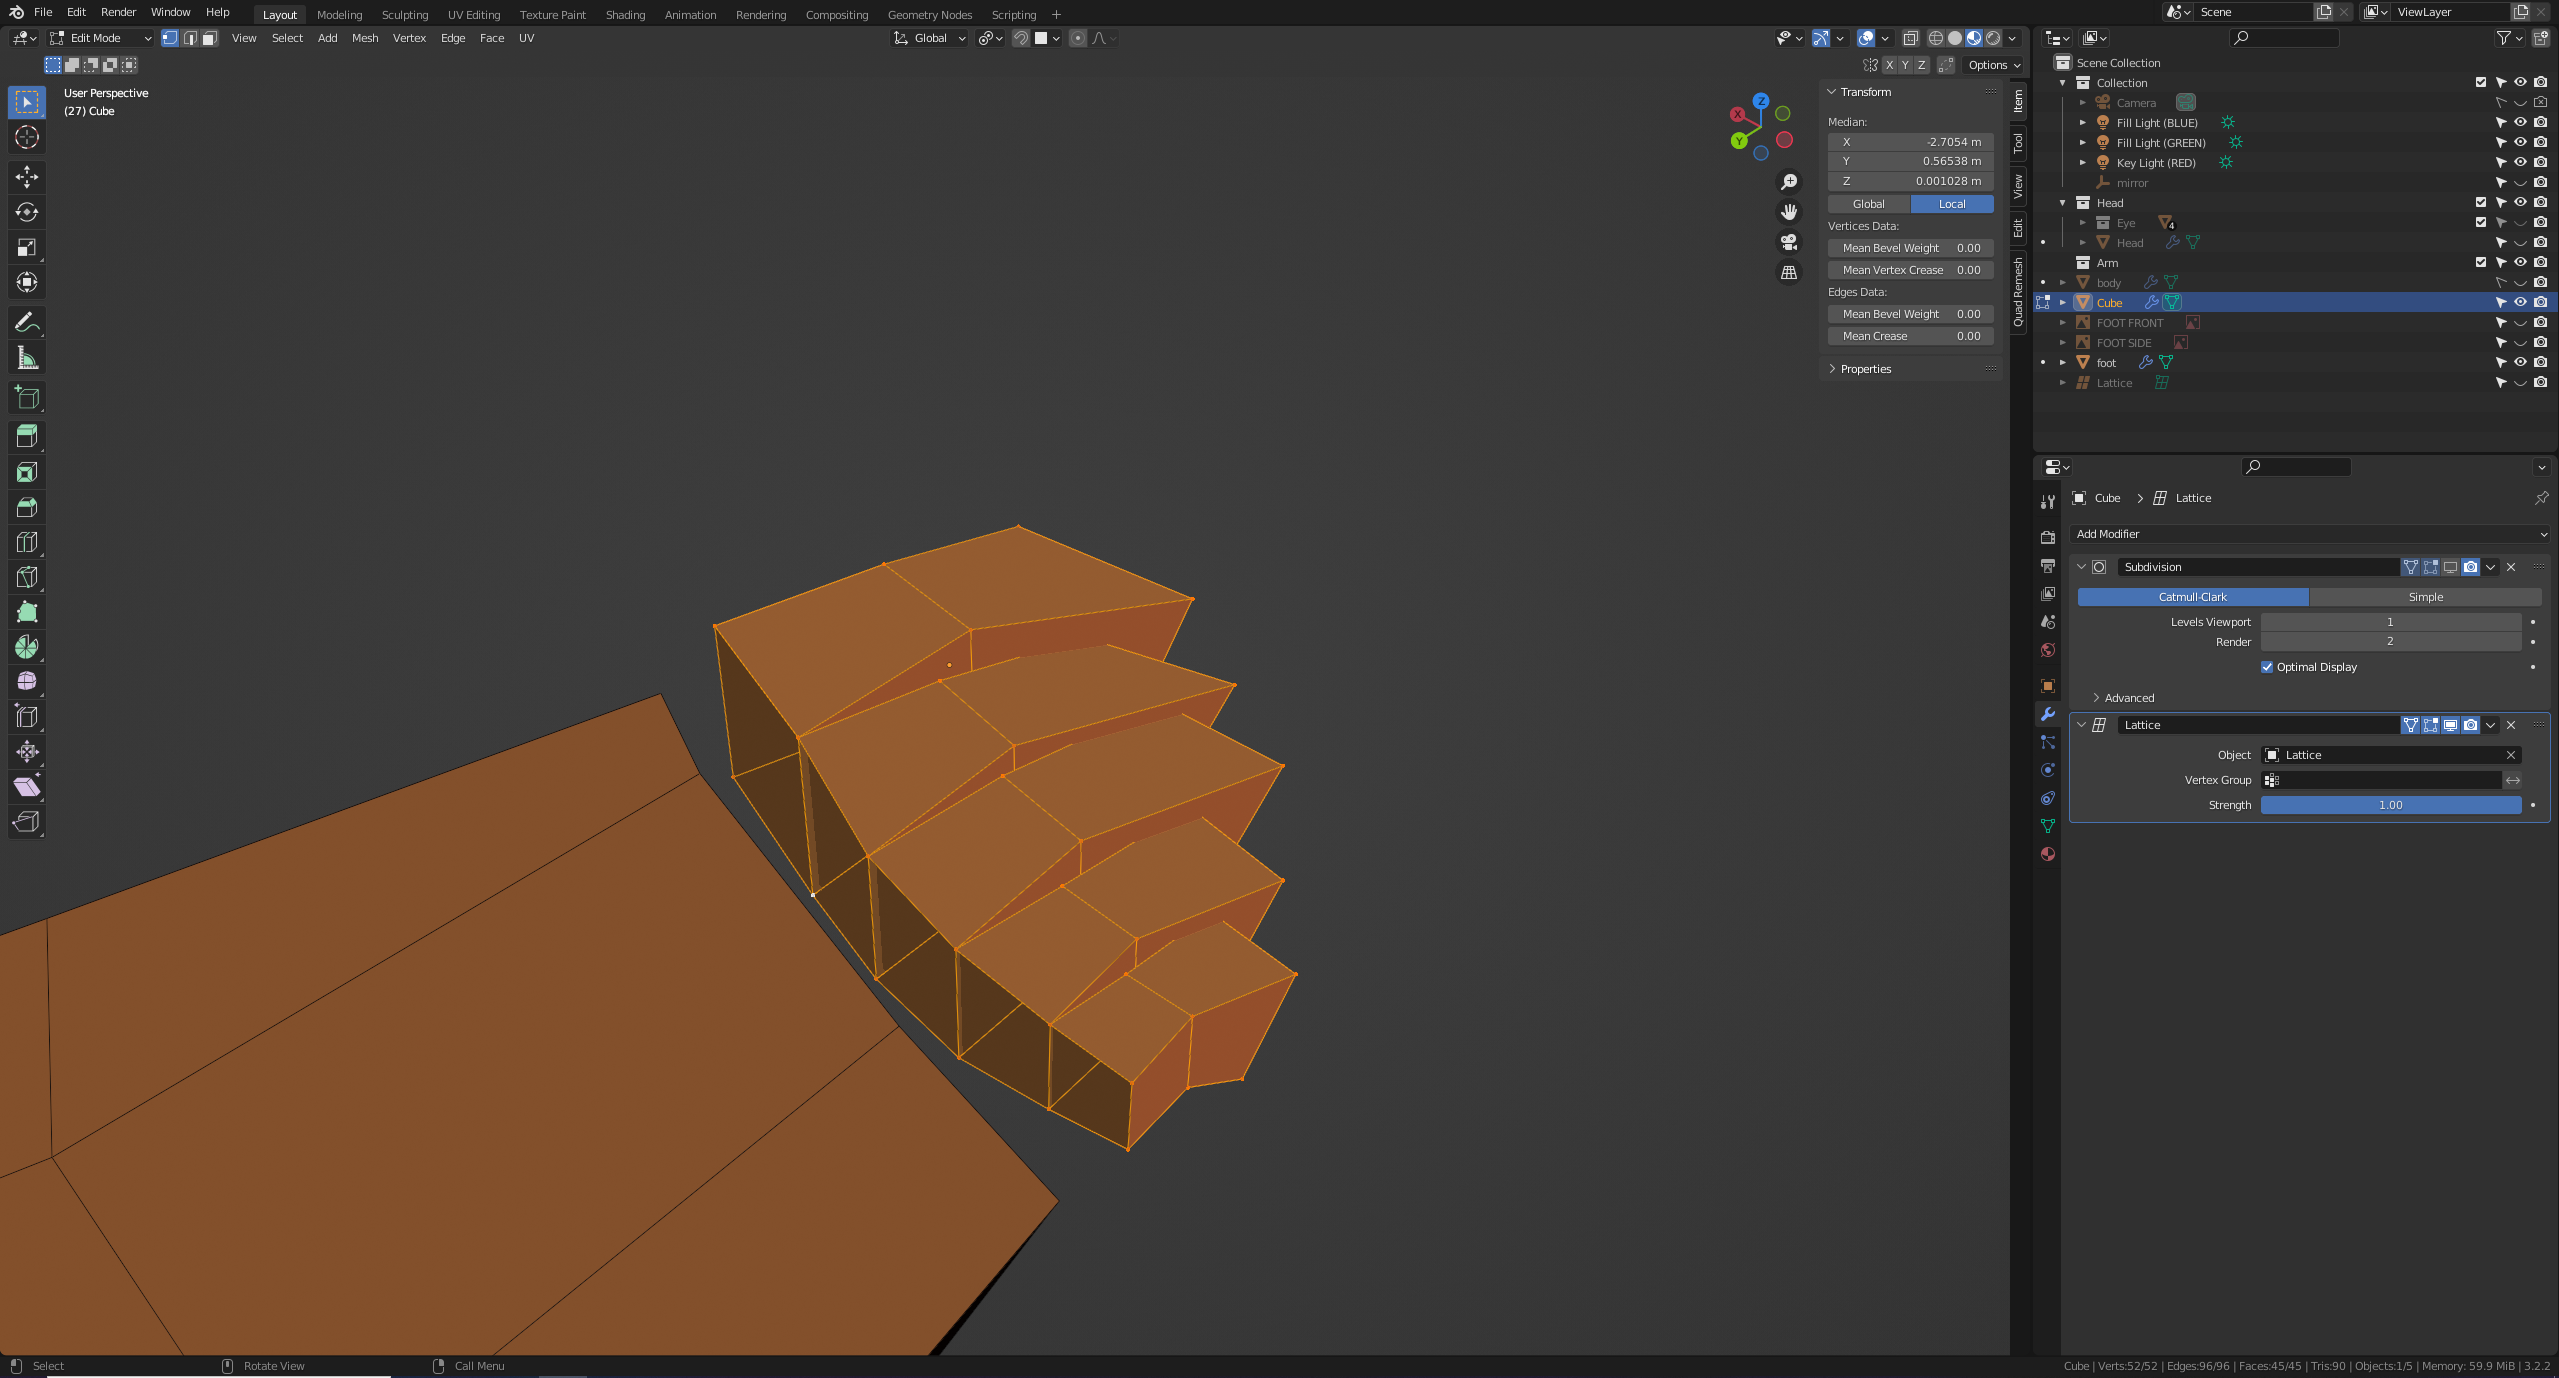 File Edit Render Window Help Layout Modeling Sculpting UV Editing Texture Paint Shading Animation Rendering Compositing Geometry Nodes Scripting + Scene ViewLayer
Edit Mode View Select Add Mesh Vertex Edge Face UV Global
X Y Z Options
User Perspective
(27) Cube
Z
X
Y
Transform
Median:
X -2.7054 m
Y 0.56538 m
Z 0.001028 m
Global Local
Vertices Data:
Mean Bevel Weight 0.00
Mean Vertex Crease 0.00
Edges Data:
Mean Bevel Weight 0.00
Mean Crease 0.00
Properties
Item
Tool
View
Edit
Quad Remesh
Scene Collection
Collection
Camera
Fill Light (BLUE)
Fill Light (GREEN)
Key Light (RED)
mirror
Head
Eye 4
Head
Arm
body
Cube
FOOT FRONT
FOOT SIDE
foot
Lattice
Cube > Lattice
Add Modifier
Subdivision
Catmull-Clark Simple
Levels Viewport 1
Render 2
Optimal Display
Advanced
Lattice
Object Lattice
Vertex Group
Strength 1.00
Select Rotate View Call Menu Cube | Verts:52/52 | Edges:96/96 | Faces:45/45 | Tris:90 | Objects:1/5 | Memory: 59.9 MiB | 3.2.2